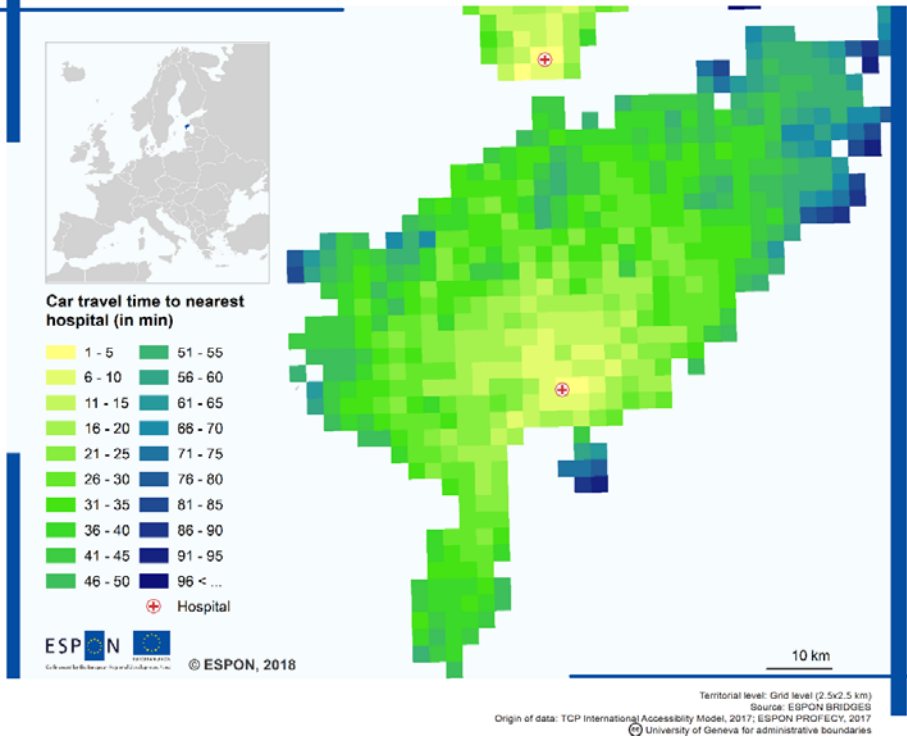 Car travel time to nearest
hospital (in min)
1 - 5
6 - 10
11 - 15
16 - 20
21 - 25
26 - 30
31 - 35
36 - 40
41 - 45
46 - 50
51 - 55
56 - 60
61 - 65
66 - 70
71 - 75
76 - 80
81 - 85
86 - 90
91 - 95
96 < ...
Hospital
ESPON
© ESPON, 2018
10 km
Territorial level: Grid level (2.5x2.5 km)
Source: ESPON BRIDGES
Origin of data: TCP International Accessiblity Model, 2017; ESPON PROFECY, 2017
cc University of Geneva for administrative boundaries